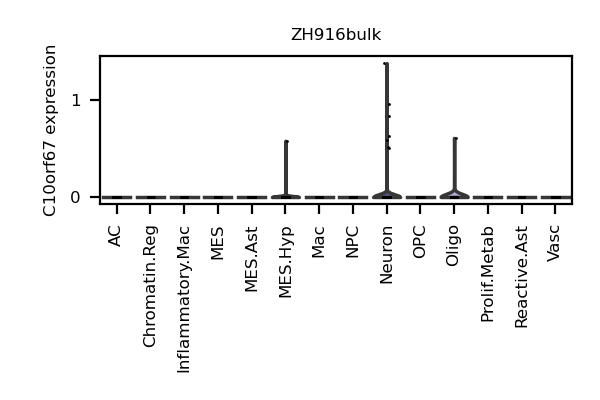 ZH916bulk
C10orf67 expression
1
0
AC
Chromatin.Reg
Inflammatory.Mac
MES
MES.Ast
MES.Hyp
Mac
NPC
Neuron
OPC
Oligo
Prolif.Metab
Reactive.Ast
Vasc